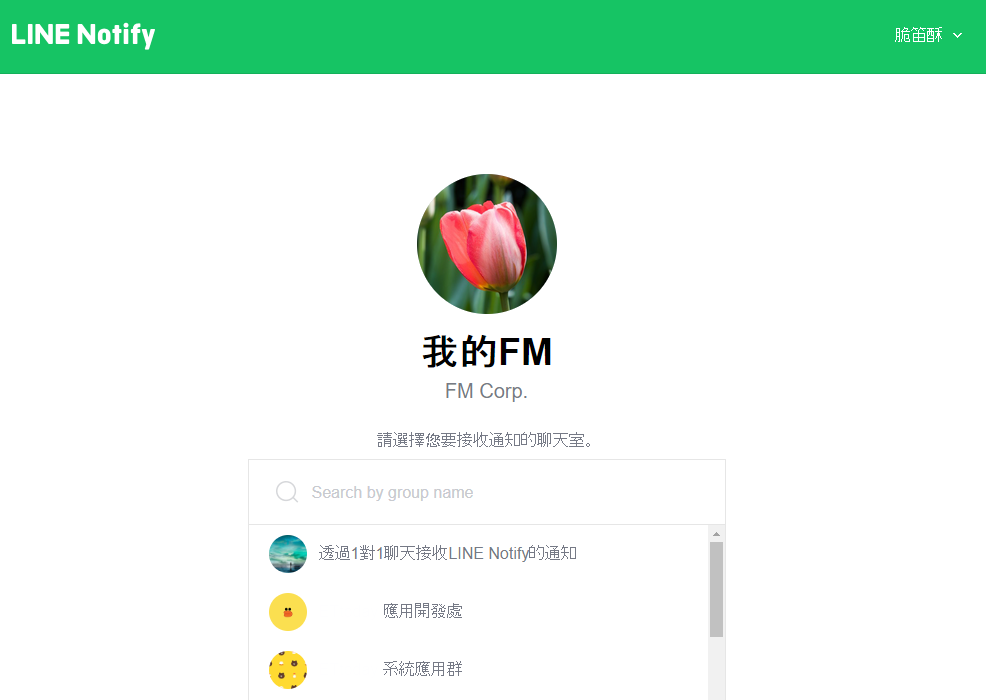 LINE Notify
脆笛酥
我的FM
FM Corp.
請選擇您要接收通知的聊天室。
Search by group name
透過1對1聊天接收LINE Notify的通知
應用開發處
系統應用群